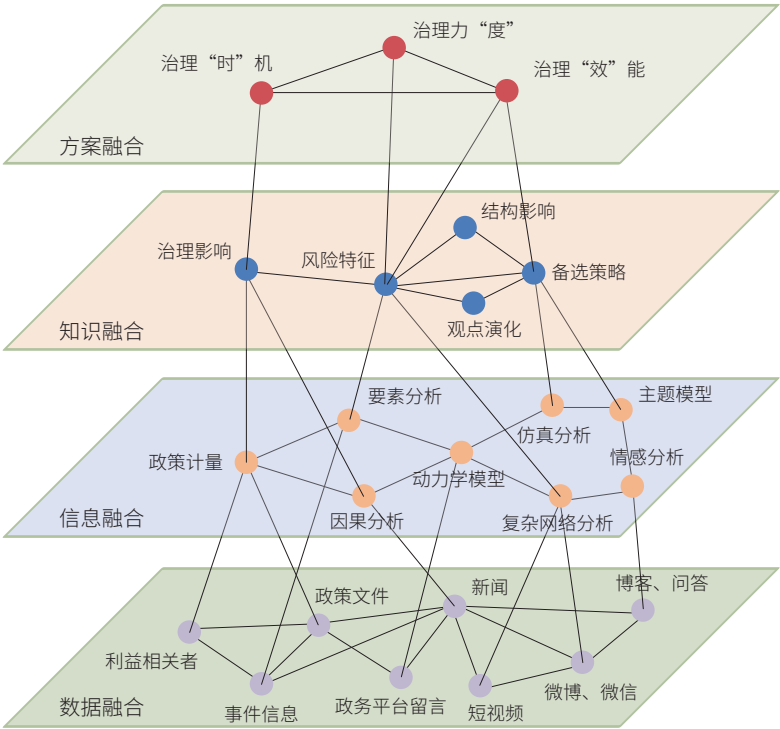 治理力“度”
治理“时”机
治理“效”能
方案融合
结构影响
治理影响
风险特征
备选策略
观点演化
知识融合
要素分析
主题模型
仿真分析
政策计量
情感分析
动力学模型
信息融合
因果分析
复杂网络分析
博客、问答
新闻
政策文件
利益相关者
微博、微信
数据融合
事件信息
政务平台留言
短视频